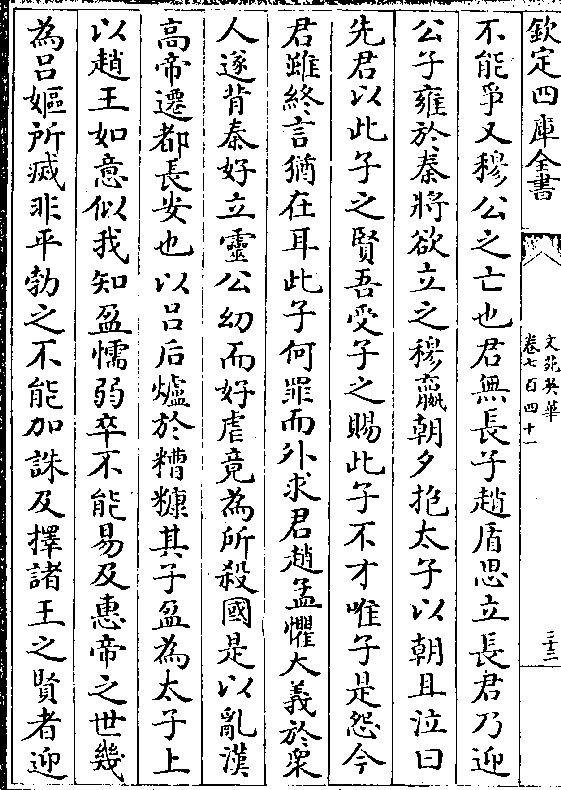 欽定四庫全書
文苑英華
卷七百四十一
三十三
不能爭又穆公之亡也君無長子趙盾思立長君乃迎
公子雍於秦將欲立之穆嬴朝夕抱太子以朝且泣曰
先君以此子之賢吾受子之賜此子不才唯子是怨今
君雖終言猶在耳此子何罪而外求君趙孟懼大義於衆
人遂背秦好立靈公幼而好虐竟為所殺國是以亂漢
高帝遷都長安也以呂后爐於糟糠其子盈為太子上
以趙王如意似我知盈懦弱卒不能易及惠帝之世幾
為呂嫗所烕非平勃之不能加誅及擇諸王之賢者迎